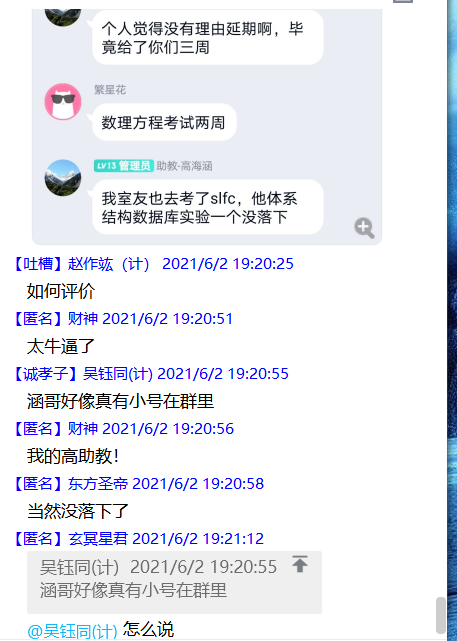 个人觉得没有理由延期啊，毕
竟给了你们三周
繁星花
数理方程考试两周
LV13 管理员 助教-高海涵
我室友也去考了slfc，他体系
结构数据库实验一个没落下
【吐槽】赵作竑（计） 2021/6/2 19:20:25
如何评价
【匿名】财神 2021/6/2 19:20:51
太牛逼了
【诚孝子】吴钰同(计) 2021/6/2 19:20:55
涵哥好像真有小号在群里
【匿名】财神 2021/6/2 19:20:56
我的高助教！
【匿名】东方圣帝 2021/6/2 19:20:58
当然没落下了
【匿名】玄冥星君 2021/6/2 19:21:12
吴钰同(计) 2021/6/2 19:20:55
涵哥好像真有小号在群里
@吴钰同(计) 怎么说